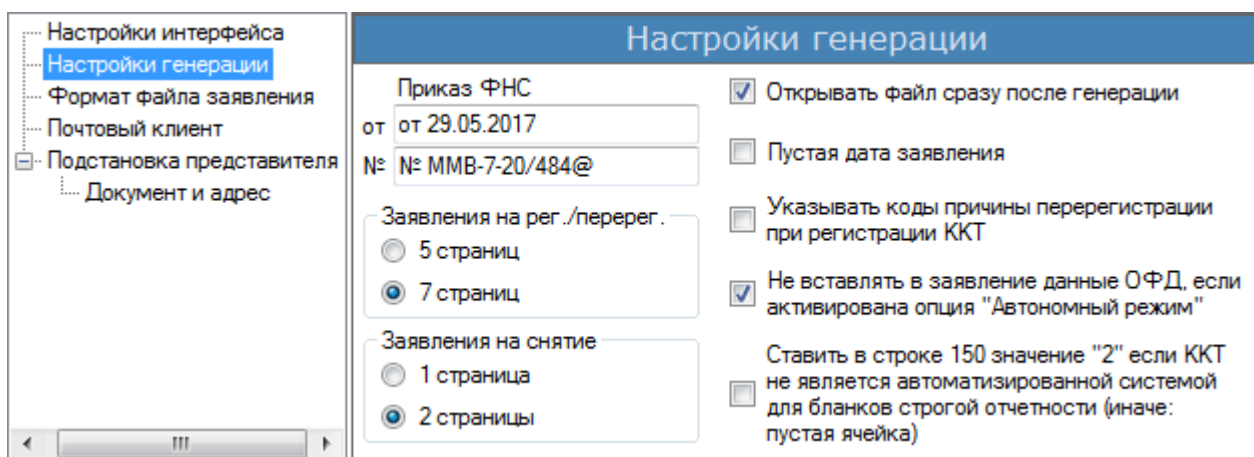 Настройки интерфейса
Настройки генерации
Формат файла заявления
Почтовый клиент
Подстановка представителя
Документ и адрес
Настройки генерации
Приказ ФНС
от от 29.05.2017
№ № ММВ-7-20/484@
Заявления на рег./перерег.
5 страниц
7 страниц
Заявления на снятие
1 страница
2 страницы
Открывать файл сразу после генерации
Пустая дата заявления
Указывать коды причины перерегистрации
при регистрации ККТ
Не вставлять в заявление данные ОФД, если
активирована опция "Автономный режим"
Ставить в строке 150 значение "2" если ККТ
не является автоматизированной системой
для бланков строгой отчетности (иначе:
пустая ячейка)